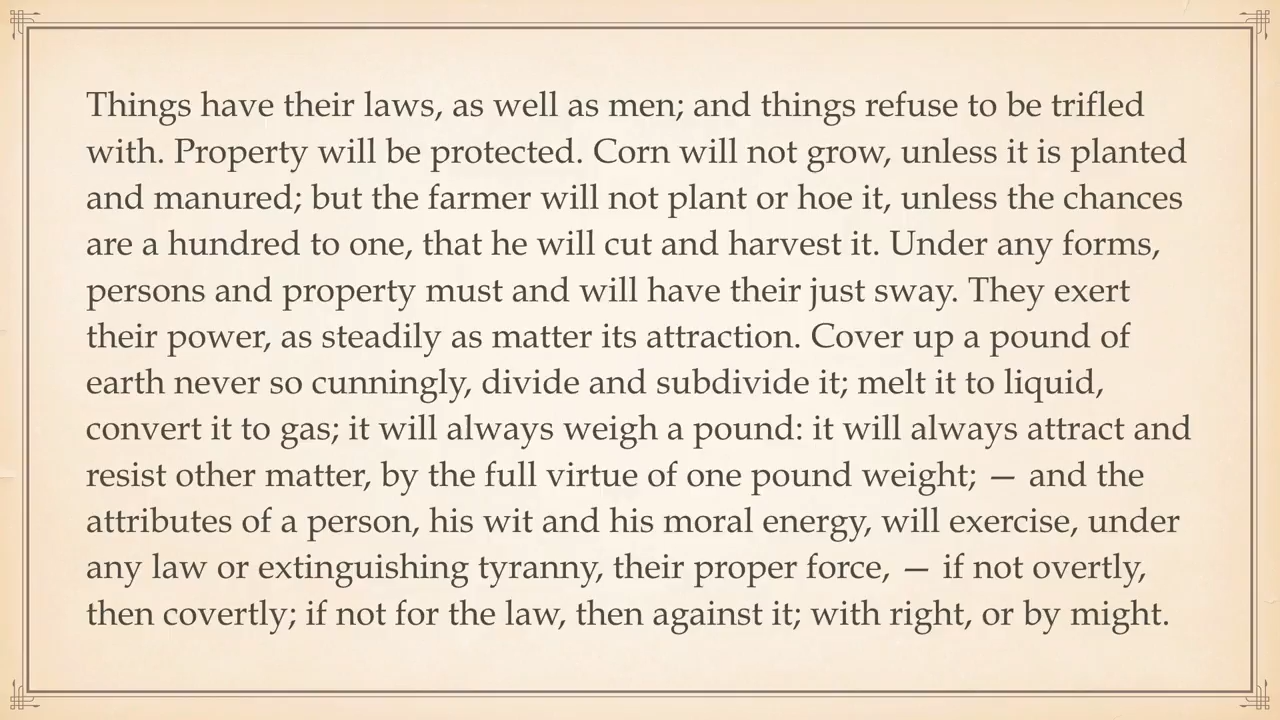 Things have their laws, as well as men; and things refuse to be trifled
with. Property will be protected. Corn will not grow, unless it is planted
and manured; but the farmer will not plant or hoe it, unless the chances
are a hundred to one, that he will cut and harvest it. Under any forms,
persons and property must and will have their just sway. They exert
their power, as steadily as matter its attraction. Cover up a pound of
earth never so cunningly, divide and subdivide it; melt it to liquid,
convert it to gas; it will always weigh a pound: it will always attract and
resist other matter, by the full virtue of one pound weight; — and the
attributes of a person, his wit and his moral energy, will exercise, under
any law or extinguishing tyranny, their proper force, — if not overtly,
then covertly; if not for the law, then against it; with right, or by might.